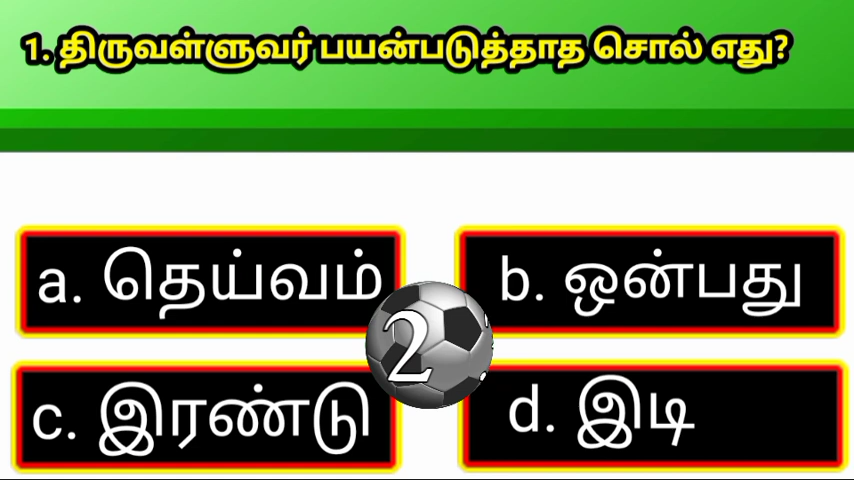 1. திருவள்ளுவர் பயன்படுத்தாத சொல் எது?
a. தெய்வம்
b. ஒன்பது
2
c. இரண்டு
d. இடி